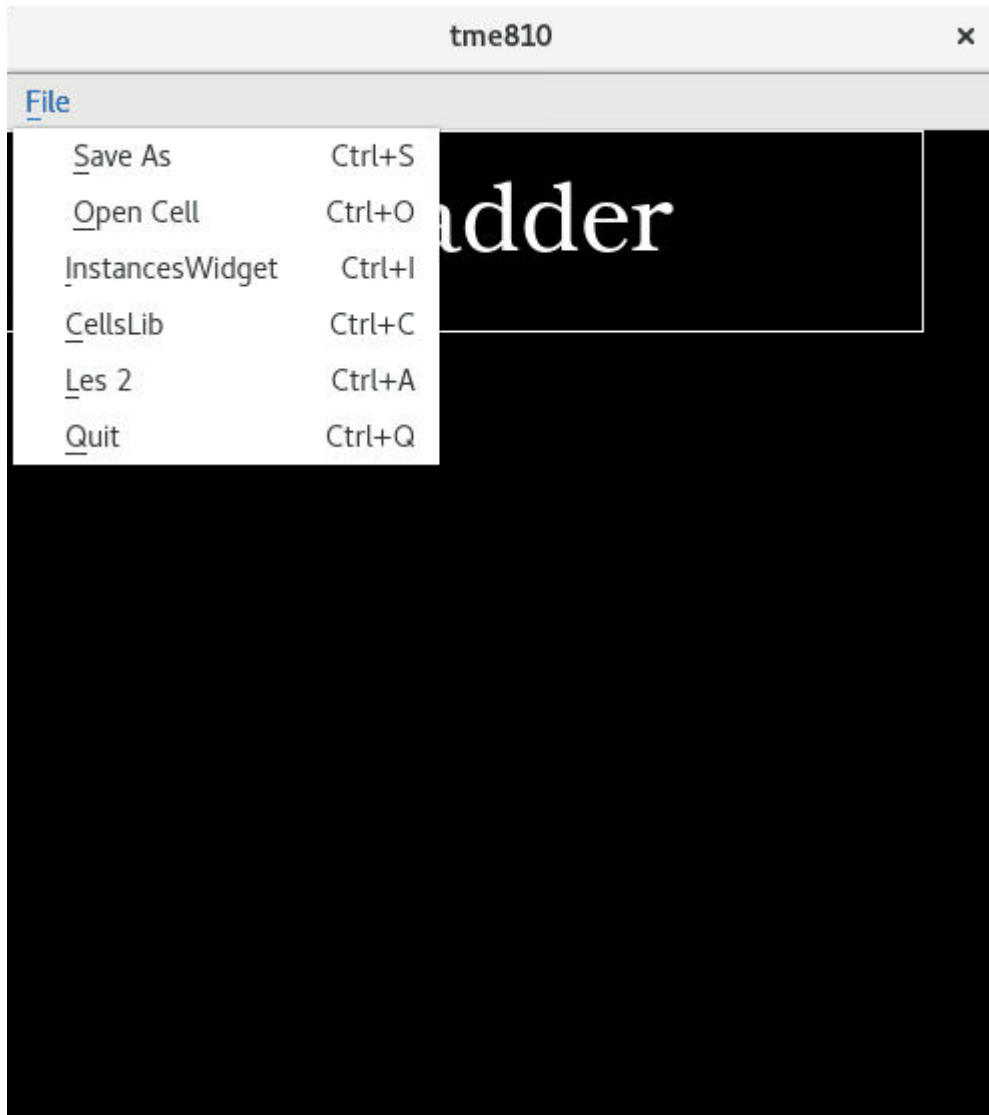 tme810 ×
File
Save As Ctrl+S
Open Cell Ctrl+O
InstancesWidget Ctrl+I
CellsLib Ctrl+C
Les 2 Ctrl+A
Quit Ctrl+Q
adder